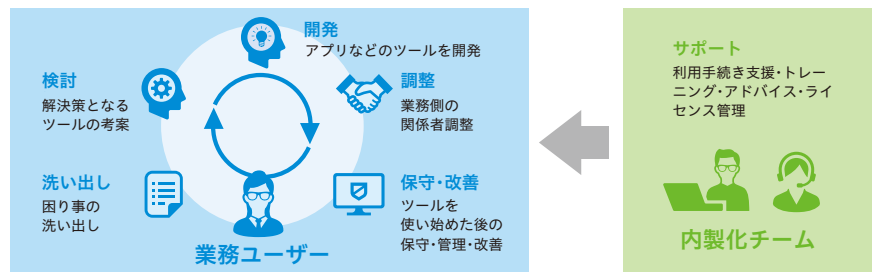 開発
アプリなどのツールを開発
検討
解決策となる
ツールの考案
調整
業務側の
関係者調整
洗い出し
困り事の
洗い出し
保守・改善
ツールを
使い始めた後の
保守・管理・改善
業務ユーザー
サポート
利用手続き支援・トレー
ニング・アドバイス・ライ
センス管理
内製化チーム